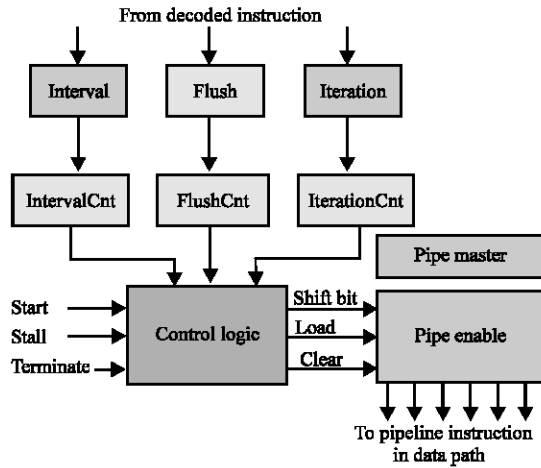 From decoded instruction
Interval
Flush
Iteration
IntervalCnt
FlushCnt
IterationCnt
Pipe master
Start
Stall
Terminate
Control logic
Shift bit
Load
Clear
Pipe enable
To pipeline instruction
in data path